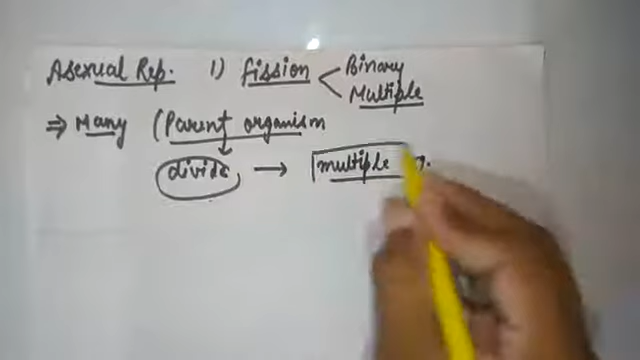 Asexual Rep. 1) fission Binary
Multiple
⇒ Many (Parent organism
divide → multiple